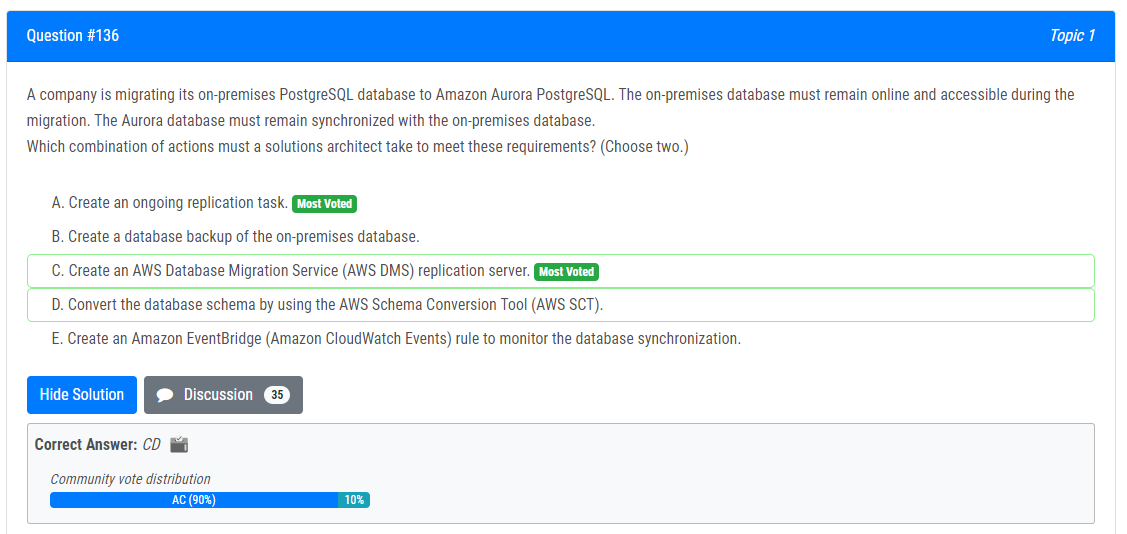 Question #136
Topic 1
A company is migrating its on-premises PostgreSQL database to Amazon Aurora PostgreSQL. The on-premises database must remain online and accessible during the
migration. The Aurora database must remain synchronized with the on-premises database.
Which combination of actions must a solutions architect take to meet these requirements? (Choose two.)
A. Create an ongoing replication task. Most Voted
B. Create a database backup of the on-premises database.
C. Create an AWS Database Migration Service (AWS DMS) replication server. Most Voted
D. Convert the database schema by using the AWS Schema Conversion Tool (AWS SCT).
E. Create an Amazon EventBridge (Amazon CloudWatch Events) rule to monitor the database synchronization.
Hide Solution
Discussion 35
Correct Answer: CD
Community vote distribution
AC (90%)
10%